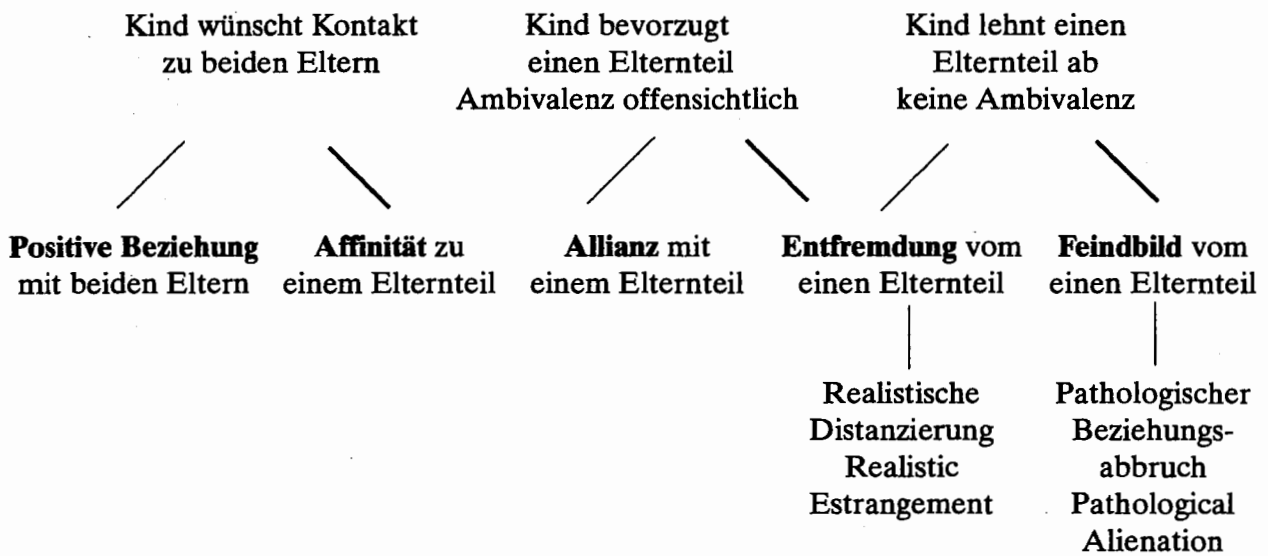 Kind wünscht Kontakt
zu beiden Eltern
Kind bevorzugt
einen Elternteil
Ambivalenz offensichtlich
Kind lehnt einen
Elternteil ab
keine Ambivalenz
Positive Beziehung
mit beiden Eltern
Affinität zu
einem Elternteil
Allianz mit
einem Elternteil
Entfremdung vom
einen Elternteil
Feindbild vom
einen Elternteil
Realistische
Distanzierung
Realistic
Estrangement
Pathologischer
Beziehungs-
abbruch
Pathological
Alienation